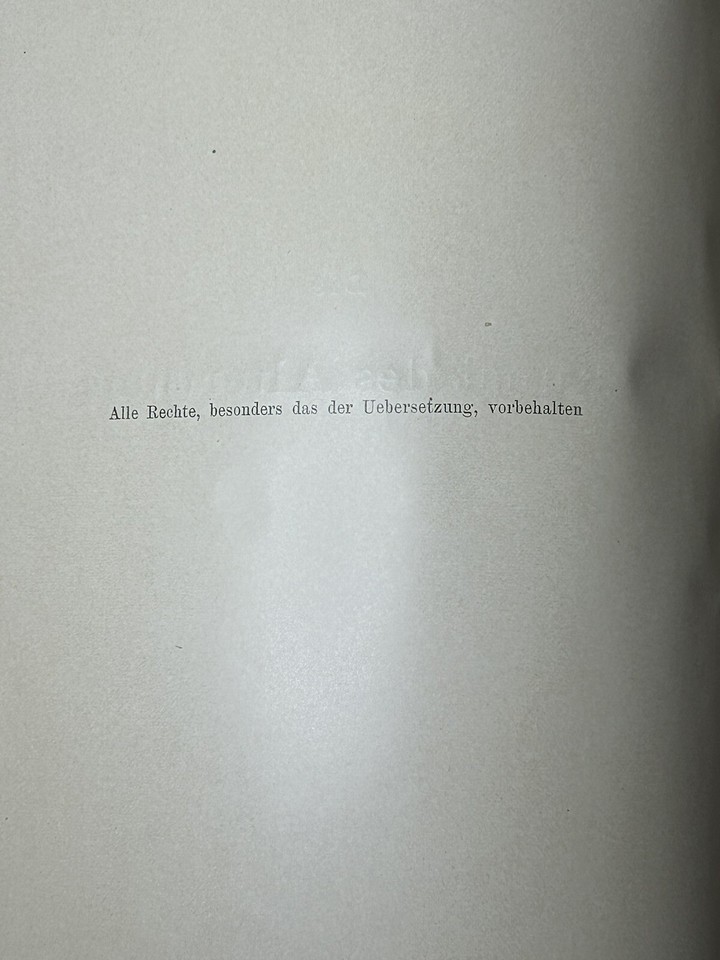 Alle Rechte, besonders das der Uebersetzung, vorbehalten